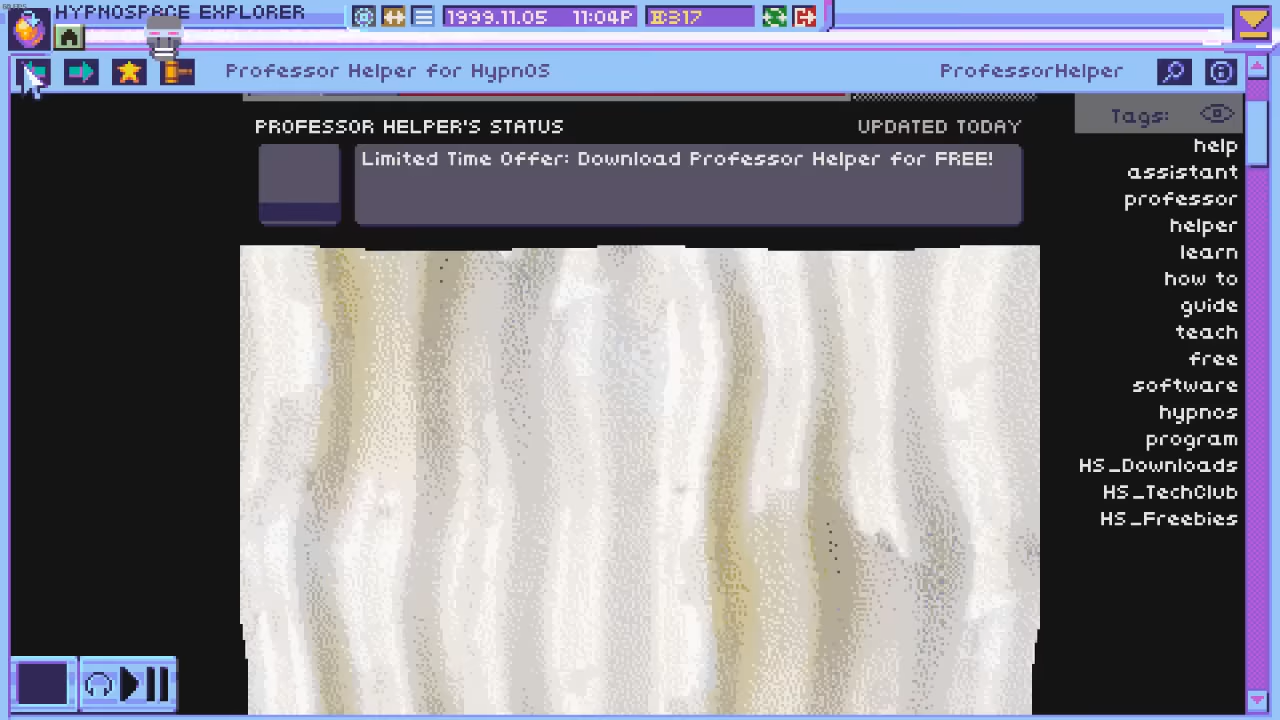 HYPNOSPACE EXPLORER
1999.11.05 11:04P
317
Professor Helper for HypnOS
ProfessorHelper
PROFESSOR HELPER'S STATUS
UPDATED TODAY
Limited Time Offer: Download Professor Helper for FREE!
Tags:
help
assistant
professor
helper
learn
how to
guide
teach
free
software
hypnos
program
HS_Downloads
HS_TechClub
HS_Freebies